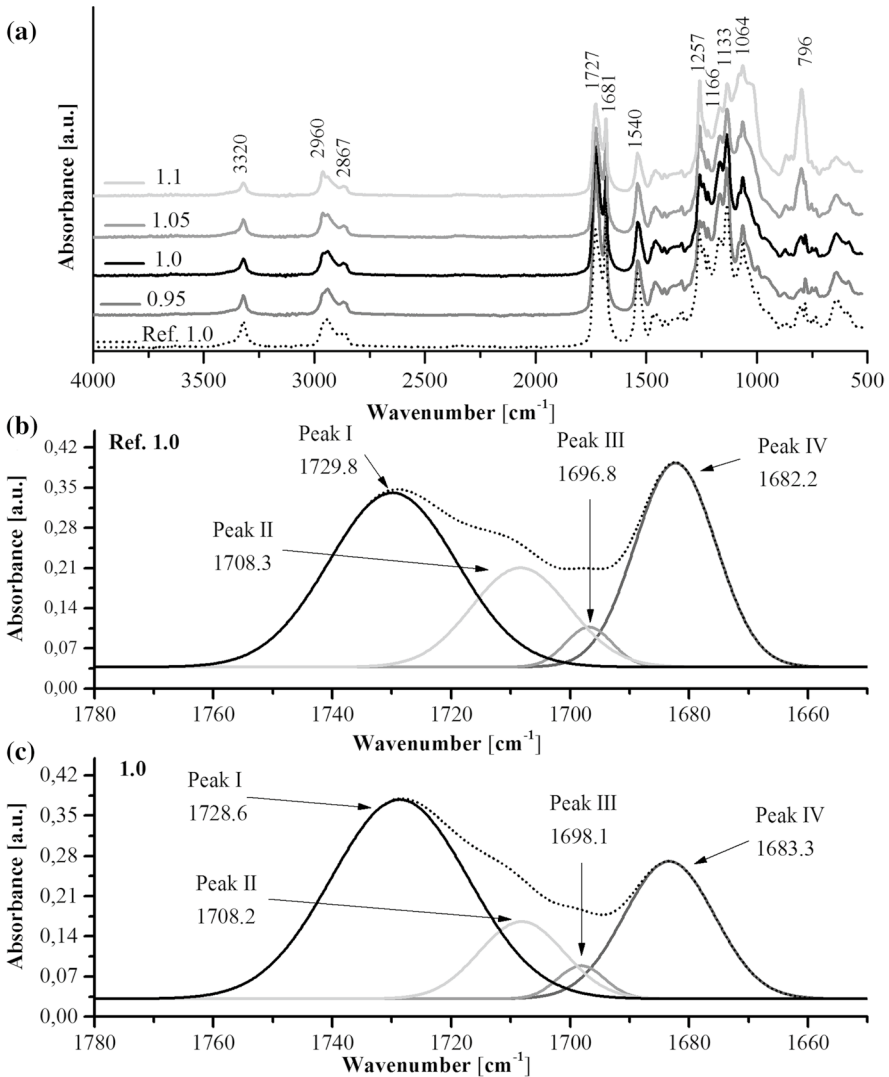 (a)
Absorbance [a.u.]
3320
2960
2867
1727
1681
1540
1257
1166
1133
1064
796
1.1
1.05
1.0
0.95
Ref. 1.0
4000 3500 3000 2500 2000 1500 1000 500
Wavenumber [cm-1]
(b)
Ref. 1.0
Absorbance [a.u.]
0,42
0,35
0,28
0,21
0,14
0,07
0,00
Peak I
1729.8
Peak II
1708.3
Peak III
1696.8
Peak IV
1682.2
1780 1760 1740 1720 1700 1680 1660
Wavenumber [cm-1]
(c)
1.0
Absorbance [a.u.]
0,42
0,35
0,28
0,21
0,14
0,07
0,00
Peak I
1728.6
Peak II
1708.2
Peak III
1698.1
Peak IV
1683.3
1780 1760 1740 1720 1700 1680 1660
Wavenumber [cm-1]